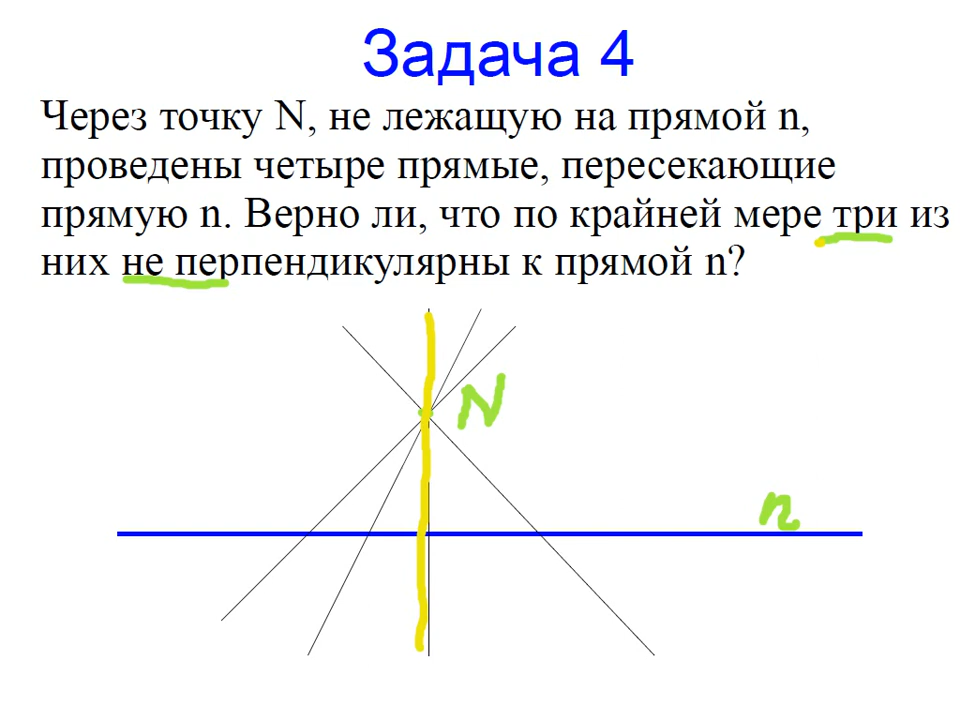 Задача 4
Через точку N, не лежащую на прямой n,
проведены четыре прямые, пересекающие
прямую n. Верно ли, что по крайней мере три из
них не перпендикулярны к прямой n?
N
n